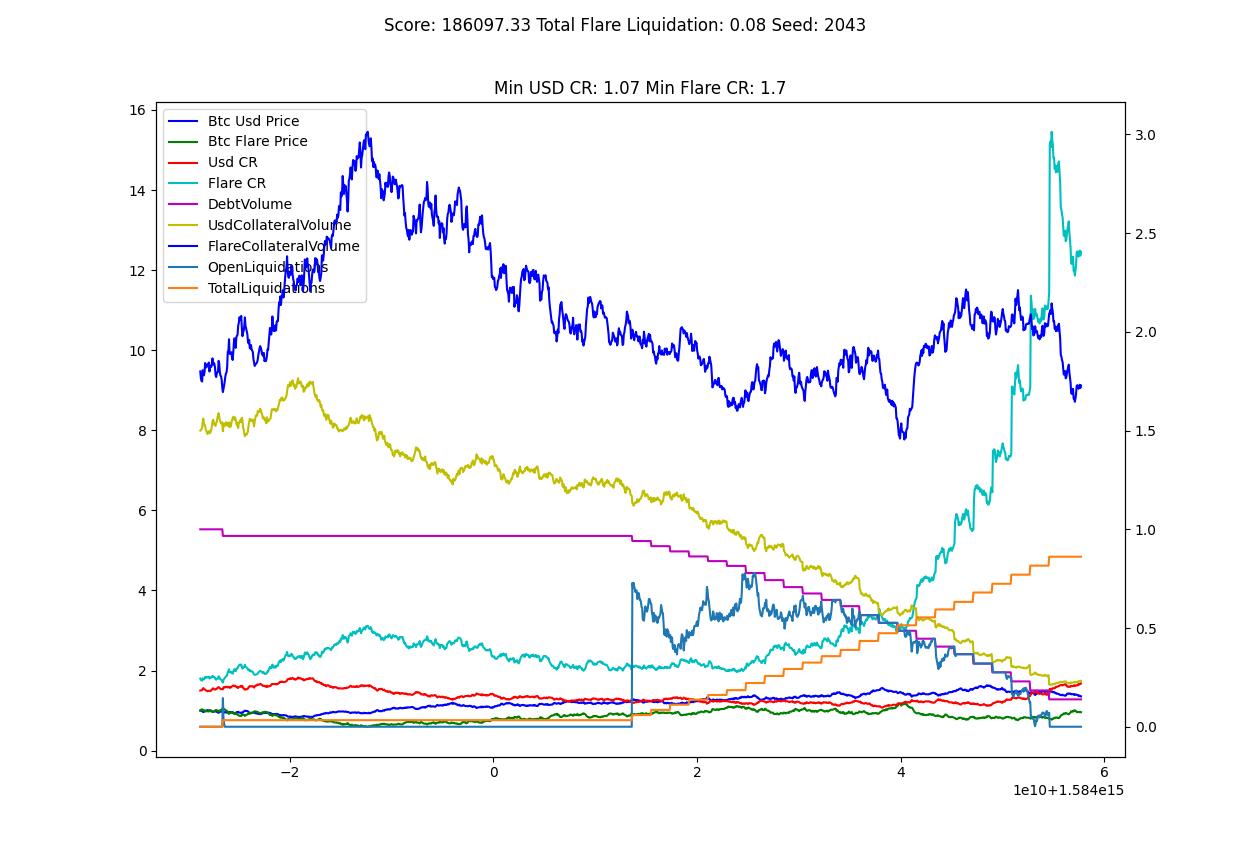 Score: 186097.33 Total Flare Liquidation: 0.08 Seed: 2043
Min USD CR: 1.07 Min Flare CR: 1.7
16
14
12
10
8
6
4
2
0
Btc Usd Price
Btc Flare Price
Usd CR
Flare CR
DebtVolume
UsdCollateralVolume
FlareCollateralVolume
OpenLiquidations
TotalLiquidations
3.0
2.5
2.0
1.5
1.0
0.5
0.0
−2 0 2 4 6
1e10+1.584e15